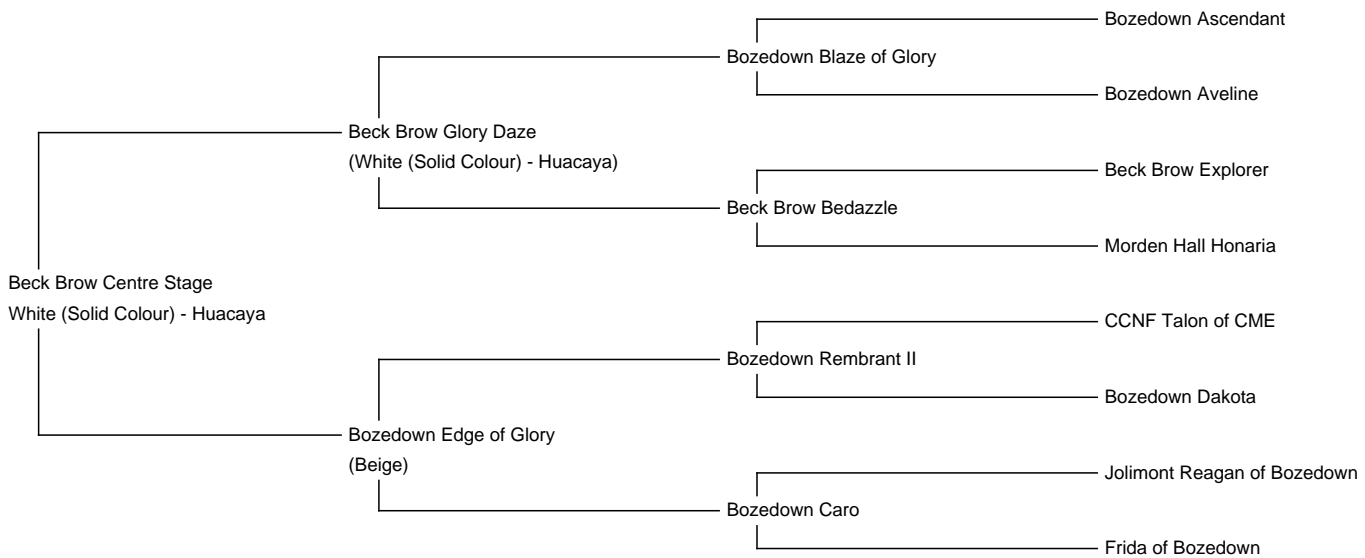 Bozedown Ascendant
Bozedown Blaze of Glory
Bozedown Aveline
Beck Brow Glory Daze
(White (Solid Colour) - Huacaya)
Beck Brow Explorer
Beck Brow Bedazzle
Morden Hall Honaria
Beck Brow Centre Stage
White (Solid Colour) - Huacaya
CCNF Talon of CME
Bozedown Rembrant II
Bozedown Dakota
Bozedown Edge of Glory
(Beige)
Jolimont Reagan of Bozedown
Bozedown Caro
Frida of Bozedown